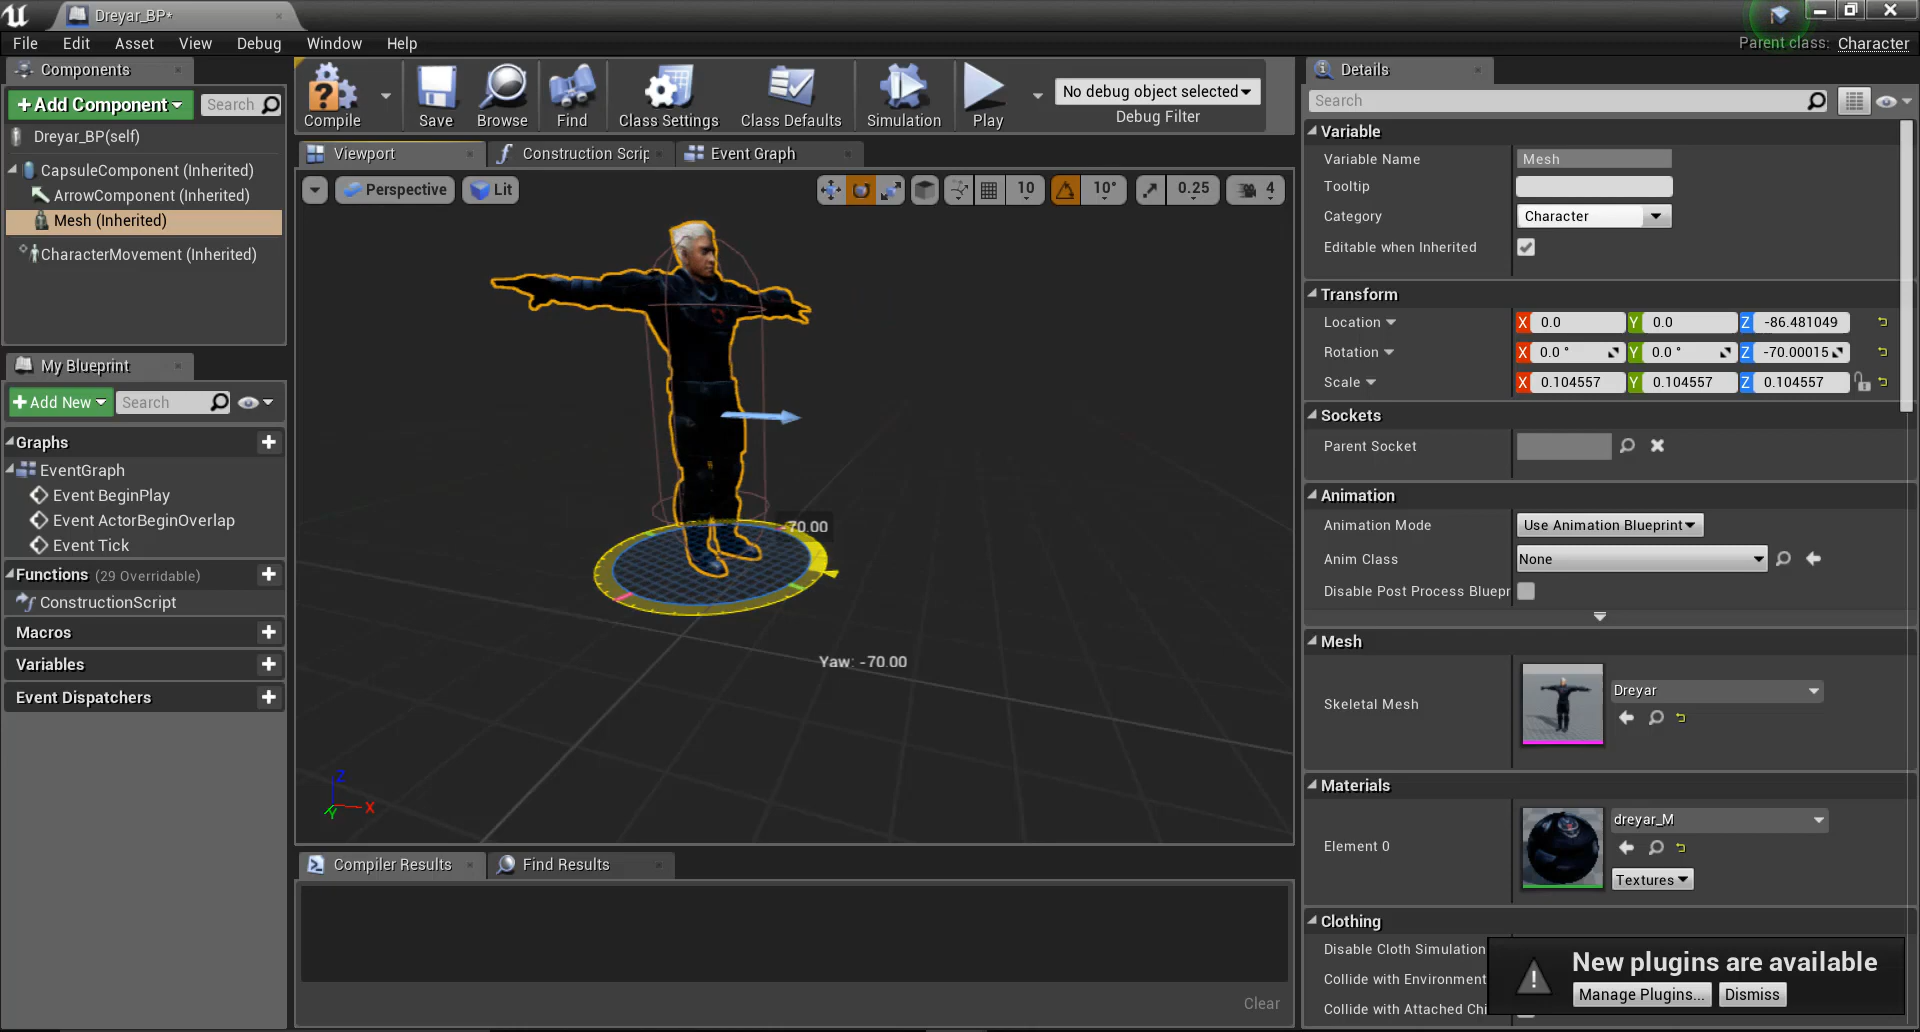 Dreyar_BP*
File Edit Asset View Debug Window Help
Parent class: Character
Components
+Add Component
Search
Dreyar_BP(self)
CapsuleComponent (Inherited)
ArrowComponent (Inherited)
Mesh (Inherited)
CharacterMovement (Inherited)
My Blueprint
+Add New
Search
Graphs
EventGraph
Event BeginPlay
Event ActorBeginOverlap
Event Tick
Functions (29 Overridable)
ConstructionScript
Macros
Variables
Event Dispatchers
Compile Save Browse Find Class Settings Class Defaults Simulation Play
No debug object selected
Debug Filter
Viewport Construction Scrip Event Graph
Perspective Lit
10 10° 0.25 4
-70.00
Yaw: -70.00
Z
X
Y
Compiler Results Find Results
Clear
Details
Search
Variable
Variable Name Mesh
Tooltip
Category Character
Editable when Inherited
Transform
Location X 0.0 Y 0.0 Z -86.481049
Rotation X 0.0 ° Y 0.0 ° Z -70.00015
Scale X 0.104557 Y 0.104557 Z 0.104557
Sockets
Parent Socket
Animation
Animation Mode Use Animation Blueprint
Anim Class None
Disable Post Process Bluepr
Mesh
Skeletal Mesh Dreyar
Materials
Element 0 dreyar_M
Textures
Clothing
Disable Cloth Simulation
Collide with Environment
Collide with Attached Chi
New plugins are available
Manage Plugins... Dismiss